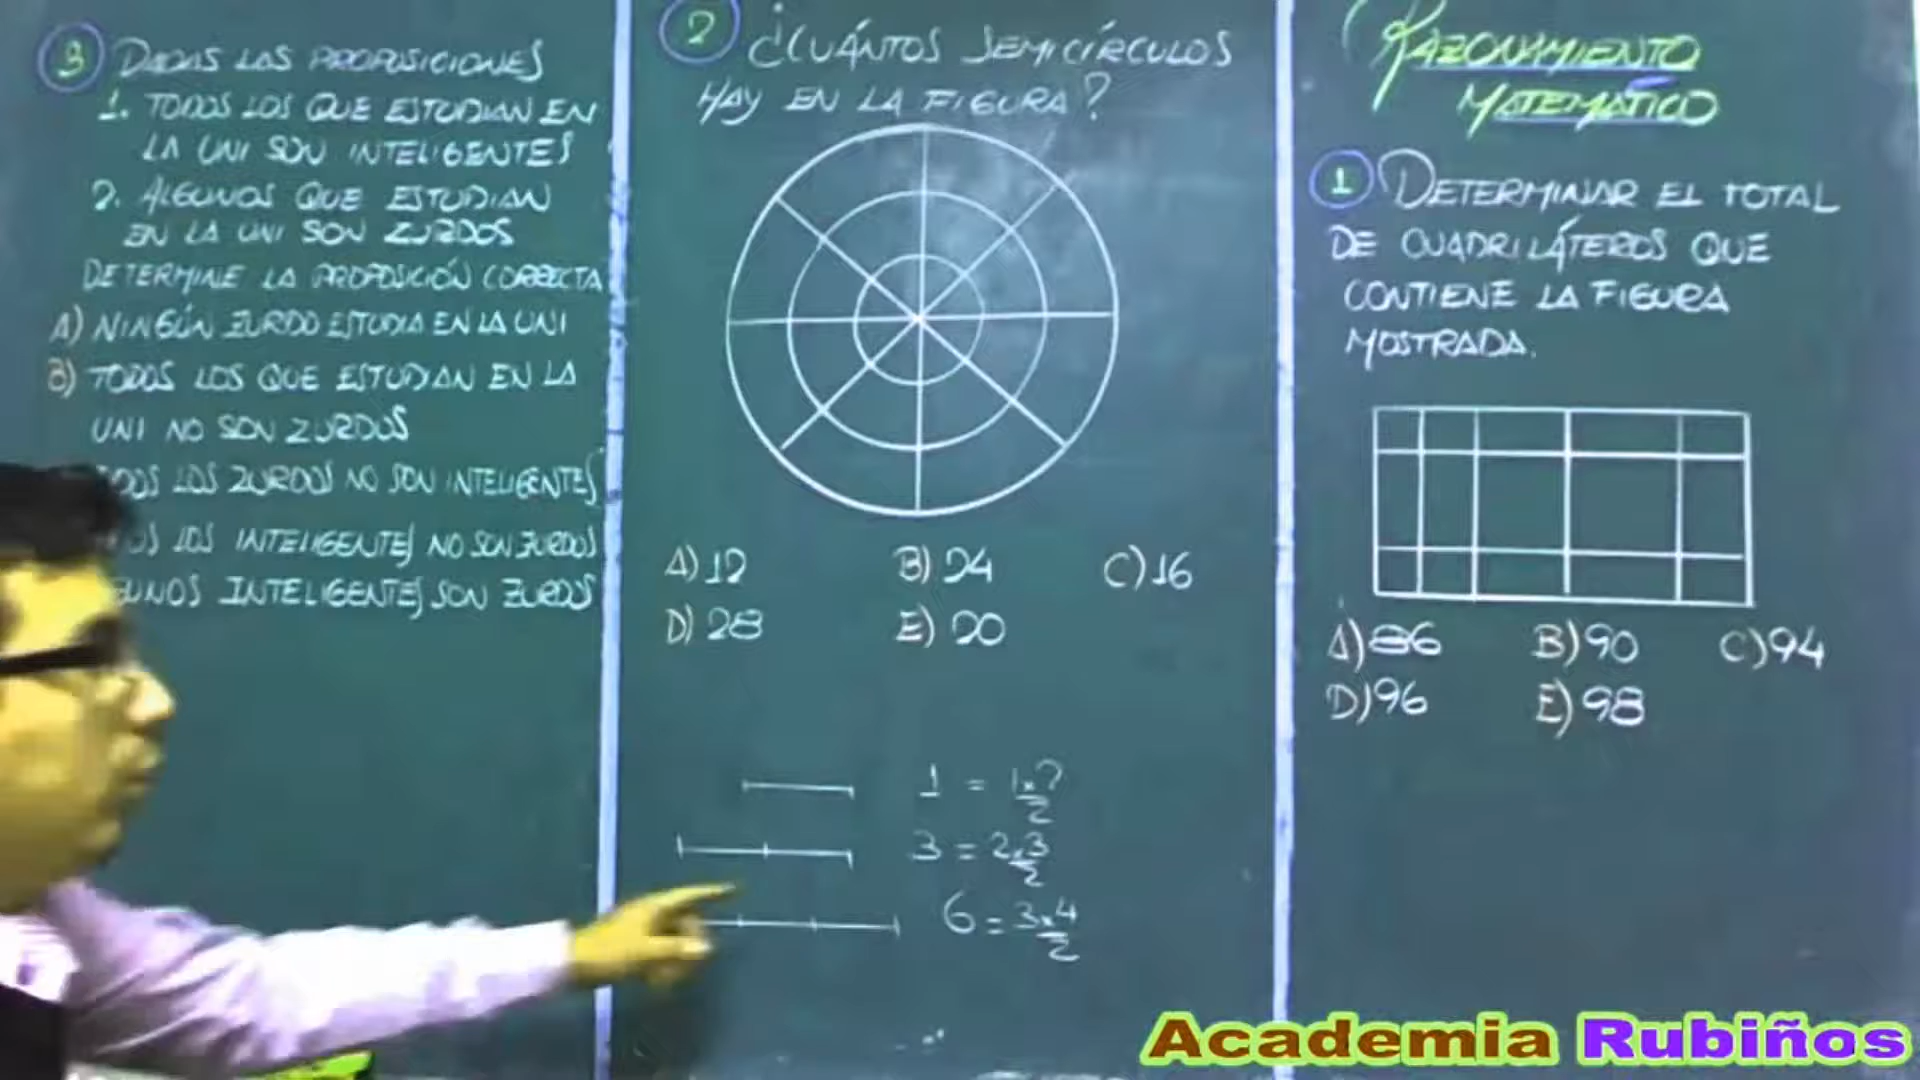 3 DADAS LAS PROPOSICIONES
1. TODOS LOS QUE ESTUDIAN EN
LA UNI SON INTELIGENTES
2. ALGUNOS QUE ESTUDIAN
EN LA UNI SON ZURDOS
DETERMINE LA PROPOSICIÓN CORRECTA
A) NINGÚN ZURDO ESTUDIA EN LA UNI
B) TODOS LOS QUE ESTUDIAN EN LA
UNI NO SON ZURDOS
LOS ZURDOS NO SON INTELIGENTES
LOS INTELIGENTES NO SON ZURDOS
INTELIGENTES SON ZURDOS
2 ¿CUÁNTOS SEMICÍRCULOS
HAY EN LA FIGURA?
A) 12 B) 24 C) 16
D) 28 E) 20
1 = 1x2/2
3 = 2x3/2
6 = 3x4/2
RAZONAMIENTO
MATEMATICO
1 DETERMINAR EL TOTAL
DE CUADRILÁTEROS QUE
CONTIENE LA FIGURA
MOSTRADA.
A) 86 B) 90 C) 94
D) 96 E) 98
Academia Rubiños